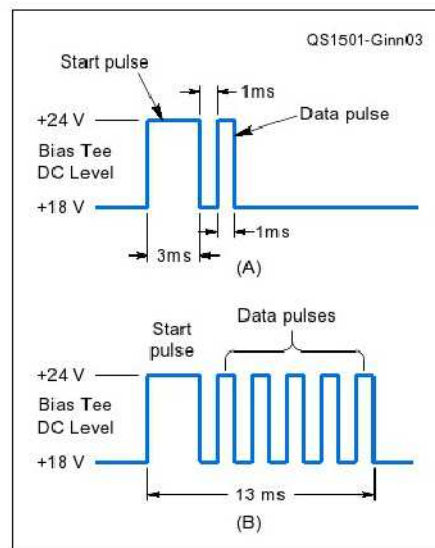 QS1501-Ginn03
Start pulse
1ms
Data pulse
+24 V
Bias Tee
DC Level
+18 V
1ms
3ms
(A)
Start
pulse
Data pulses
+24 V
Bias Tee
DC Level
+18 V
13 ms
(B)